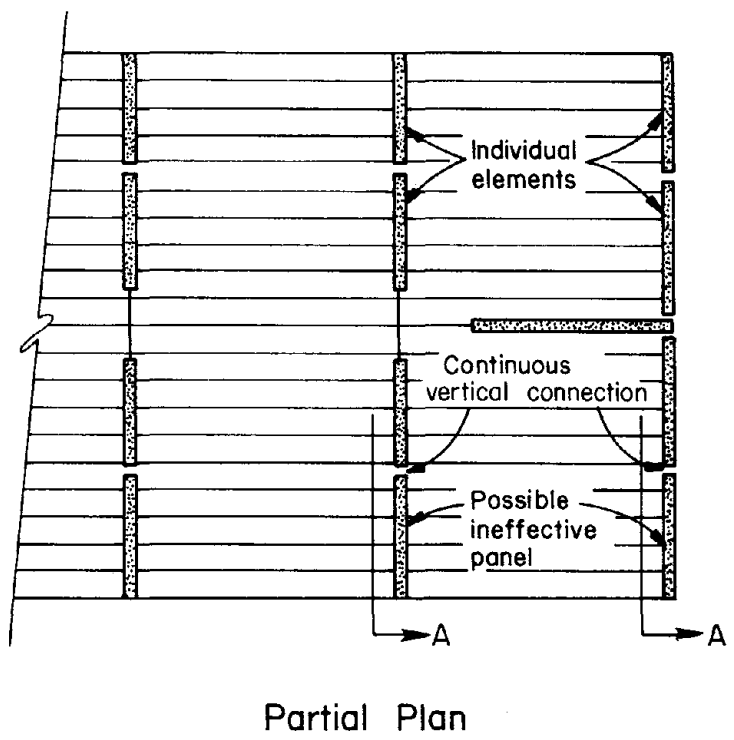 Individual
elements
Continuous
vertical connection
Possible
ineffective
panel
A
A
Partial Plan